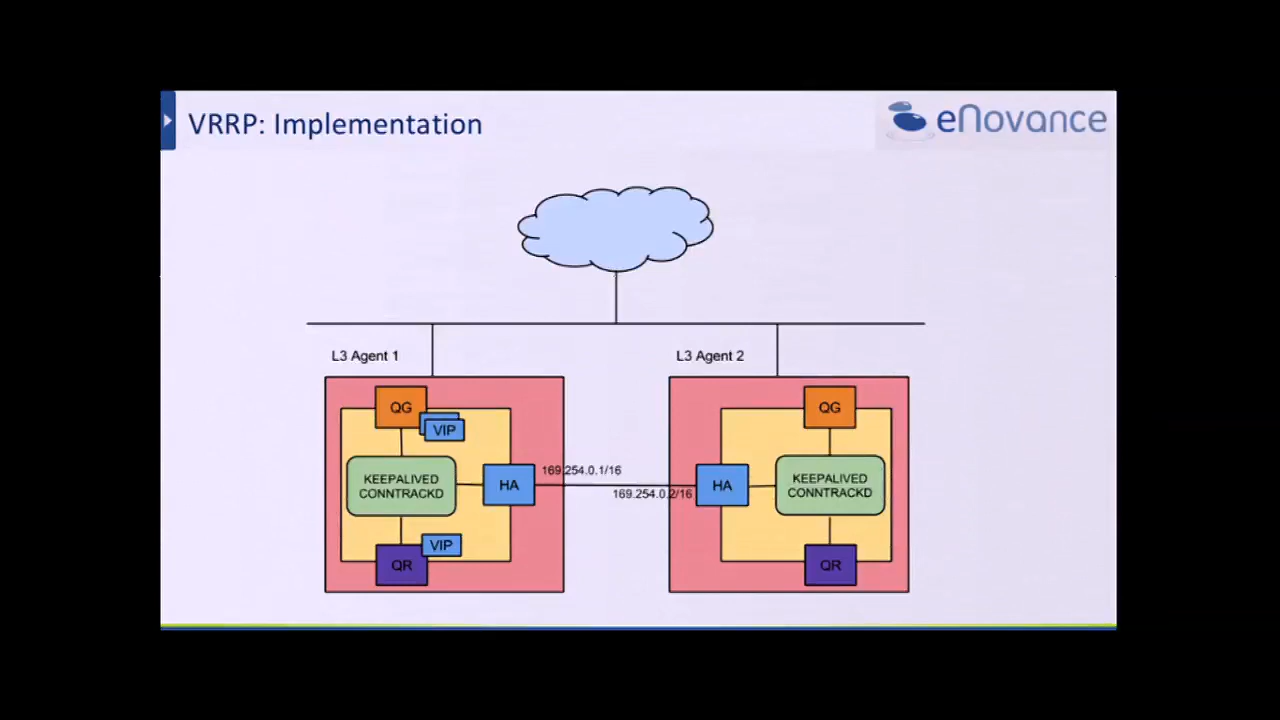 VRRP: Implementation
eNovance
L3 Agent 1
L3 Agent 2
QG
VIP
QG
KEEPALIVED
CONNTRACKD
HA
169.254.0.1/16
169.254.0.2/16
HA
KEEPALIVED
CONNTRACKD
VIP
QR
QR